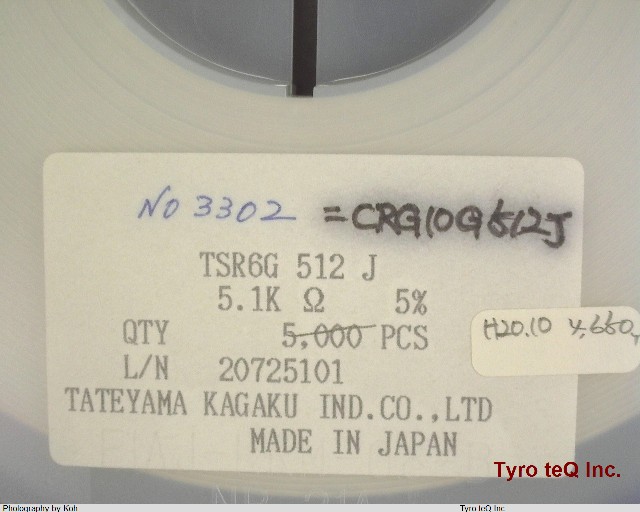 NO 3302 =CRG10G512J
TSR6G 512 J
5.1K Ω 5%
QTY 5,000 PCS
H20.10 4,660
L/N 20725101
TATEYAMA KAGAKU IND.CO.,LTD
MADE IN JAPAN
Tyro teQ Inc.
Photography by Koh Tyro teQ Inc